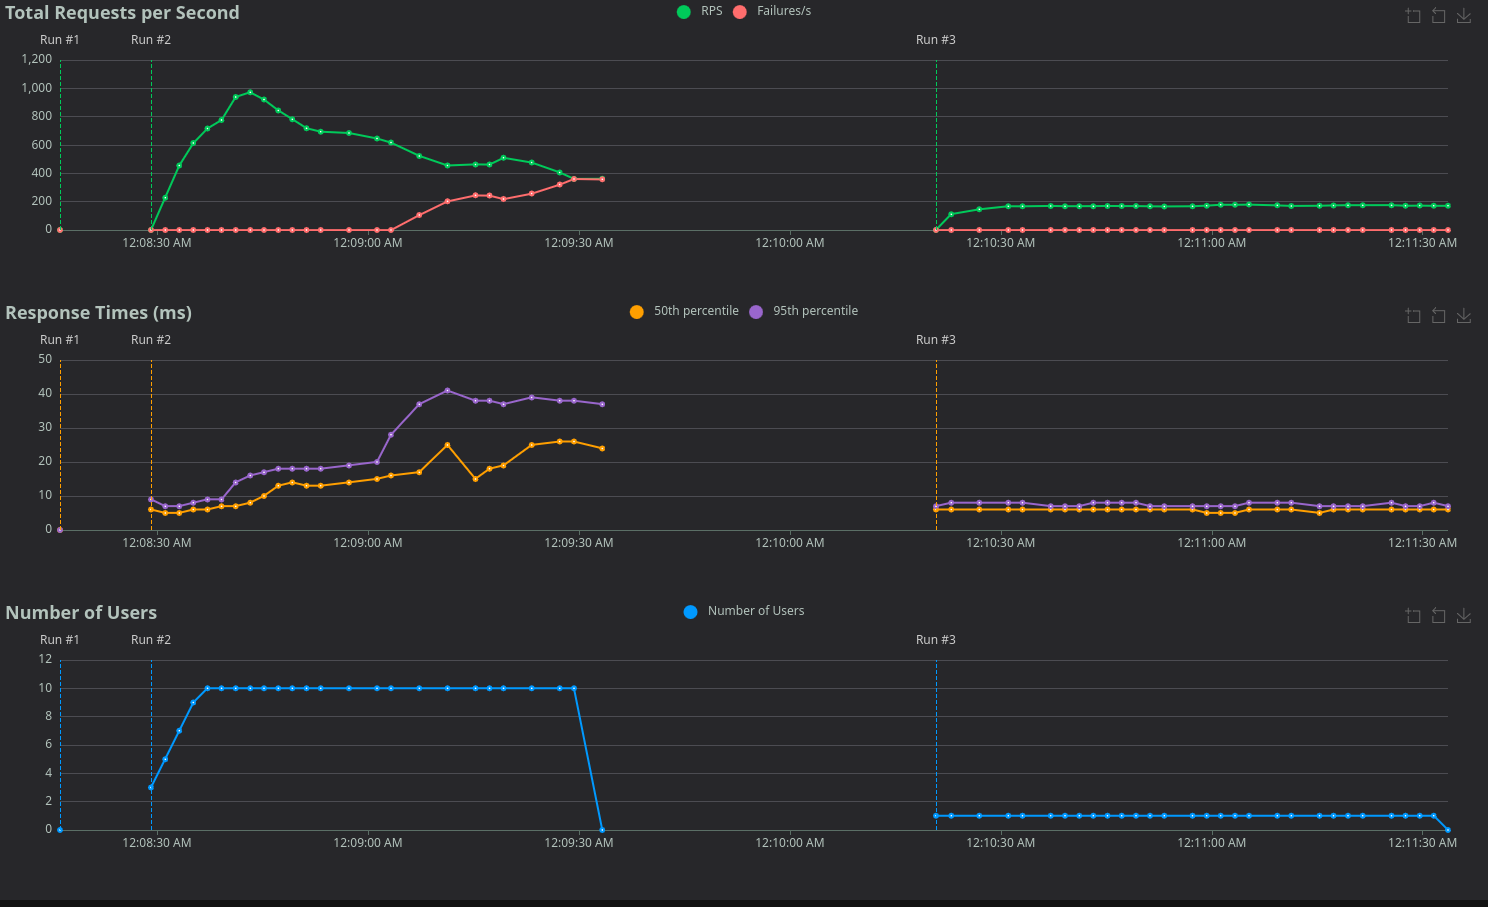 Total Requests per Second
RPS Failures/s
Run #1 Run #2 Run #3
1,200
1,000
800
600
400
200
0
12:08:30 AM 12:09:00 AM 12:09:30 AM 12:10:00 AM 12:10:30 AM 12:11:00 AM 12:11:30 AM
Response Times (ms)
50th percentile 95th percentile
Run #1 Run #2 Run #3
50
40
30
20
10
0
12:08:30 AM 12:09:00 AM 12:09:30 AM 12:10:00 AM 12:10:30 AM 12:11:00 AM 12:11:30 AM
Number of Users
Number of Users
Run #1 Run #2 Run #3
12
10
8
6
4
2
0
12:08:30 AM 12:09:00 AM 12:09:30 AM 12:10:00 AM 12:10:30 AM 12:11:00 AM 12:11:30 AM